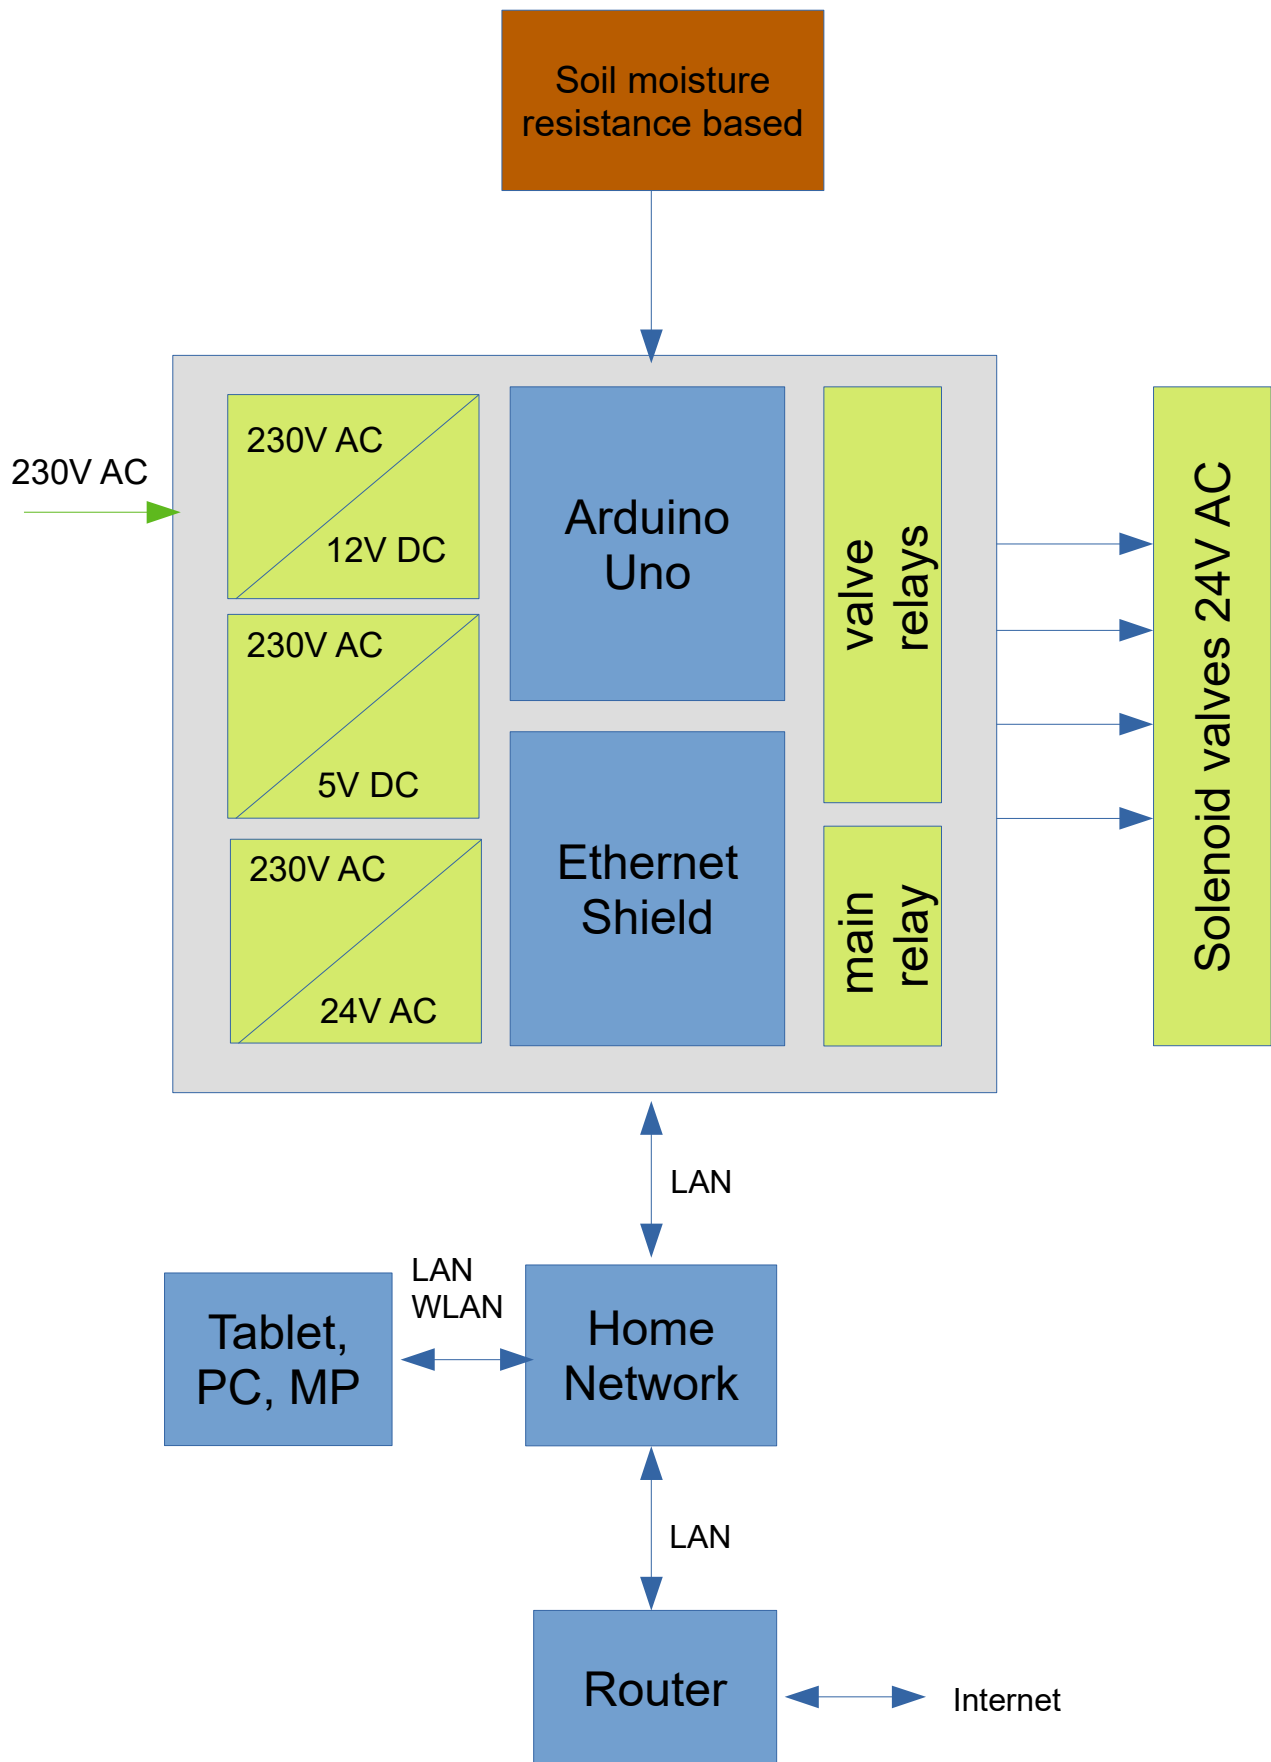 Soil moisture
resistance based
230V AC
230V AC
12V DC
230V AC
5V DC
230V AC
24V AC
Arduino
Uno
Ethernet
Shield
valve
relays
main
relay
Solenoid valves 24V AC
LAN
LAN
WLAN
Tablet,
PC, MP
Home
Network
LAN
Router
Internet